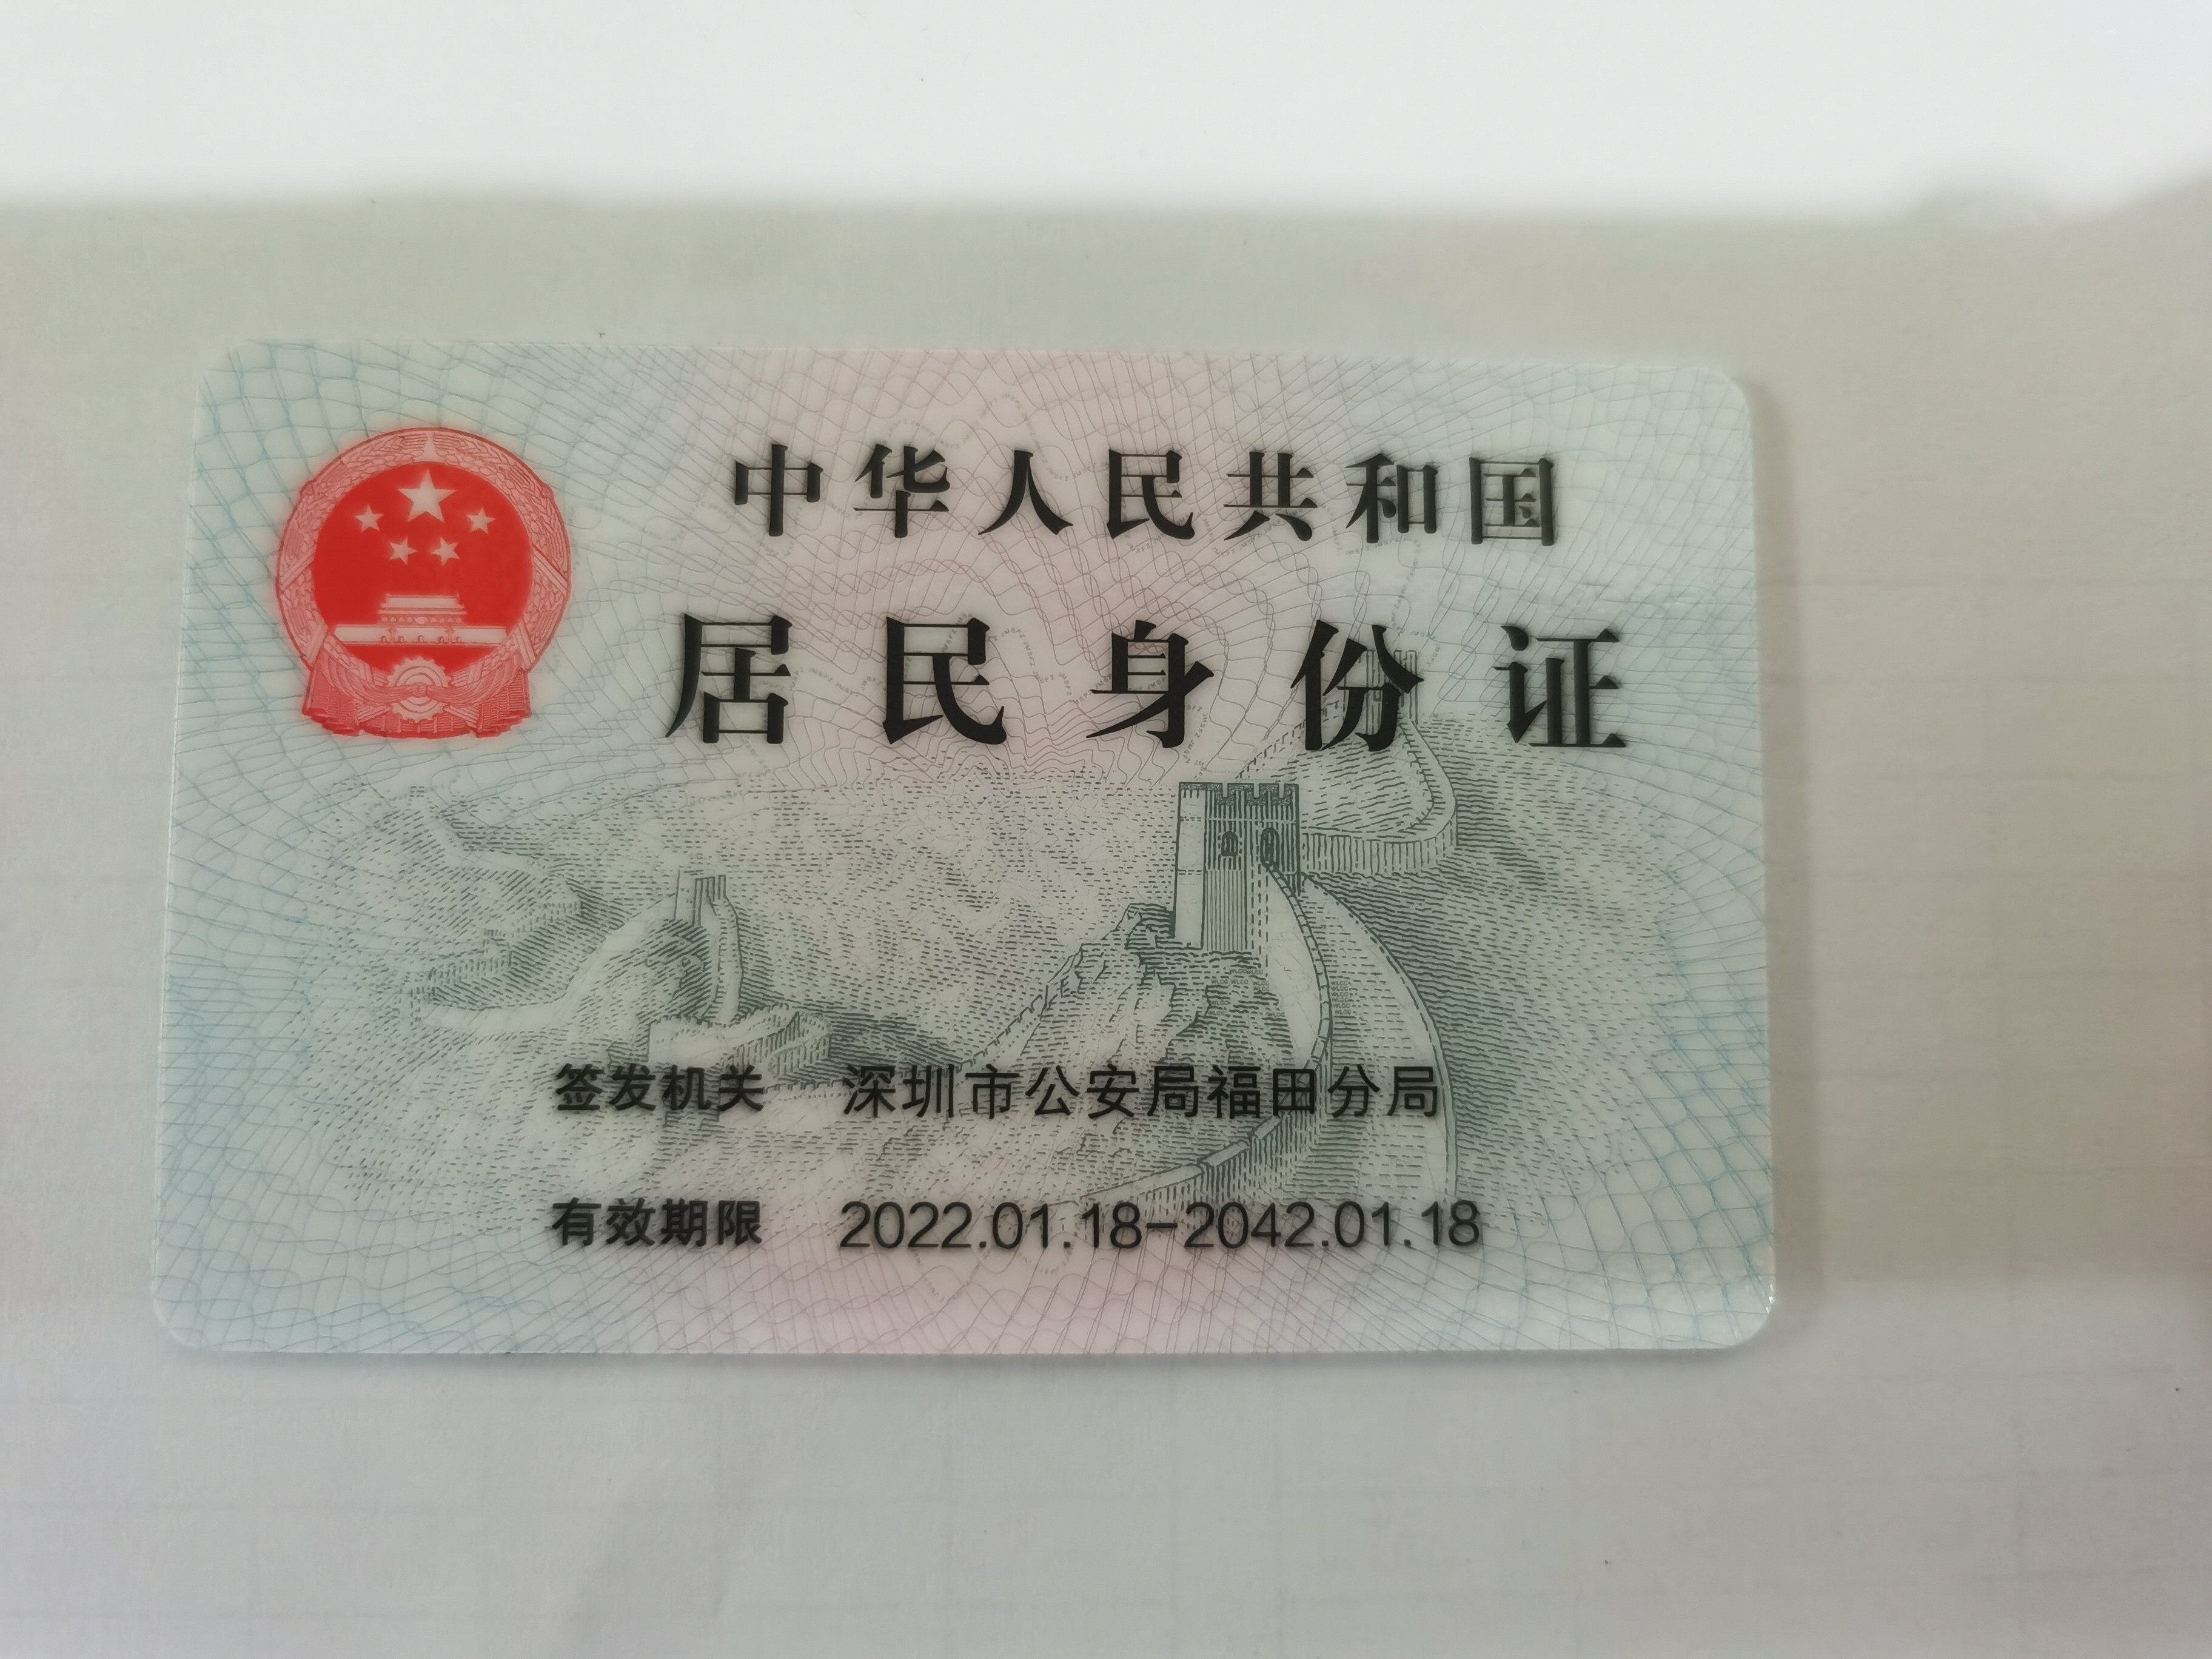 中华人民共和国
居民身份证
签发机关 深圳市公安局福田分局
有效期限 2022.01.18-2042.01.18